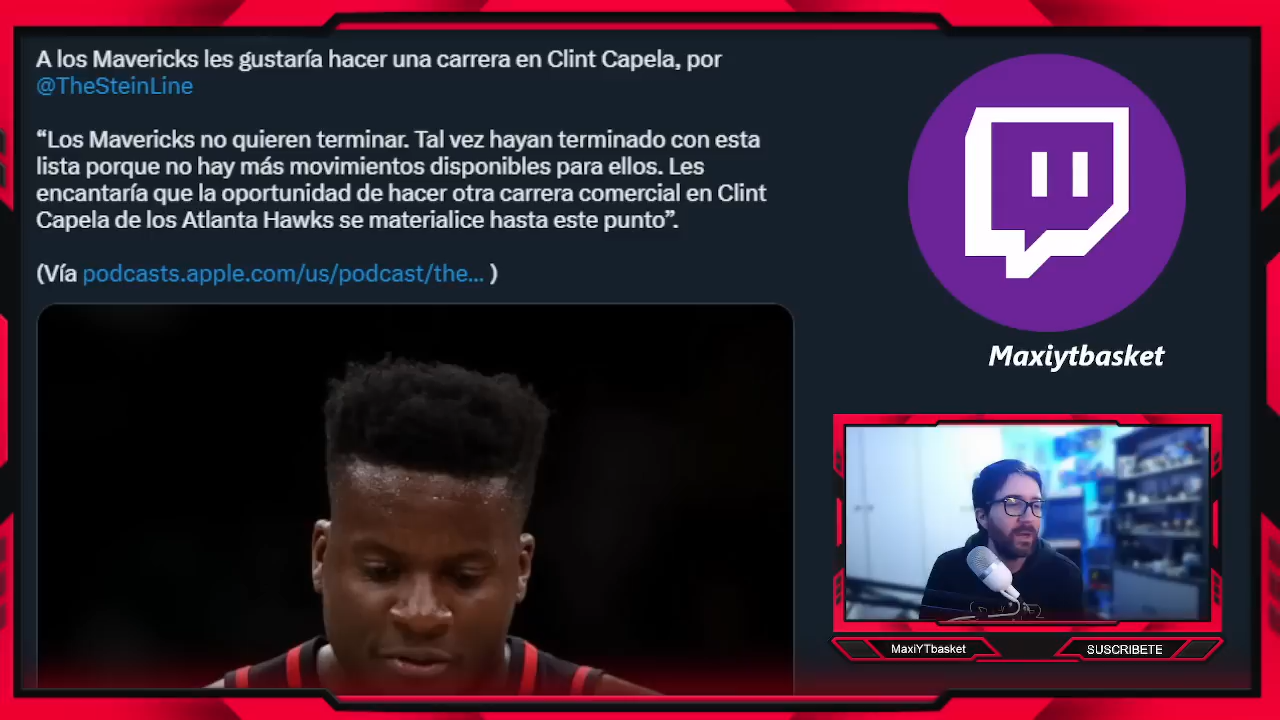 A los Mavericks les gustaría hacer una carrera en Clint Capela, por
@TheSteinLine
“Los Mavericks no quieren terminar. Tal vez hayan terminado con esta
lista porque no hay más movimientos disponibles para ellos. Les
encantaría que la oportunidad de hacer otra carrera comercial en Clint
Capela de los Atlanta Hawks se materialice hasta este punto”.
(Vía podcasts.apple.com/us/podcast/the... )
Maxiytbasket
MaxiYTbasket
SUSCRIBETE